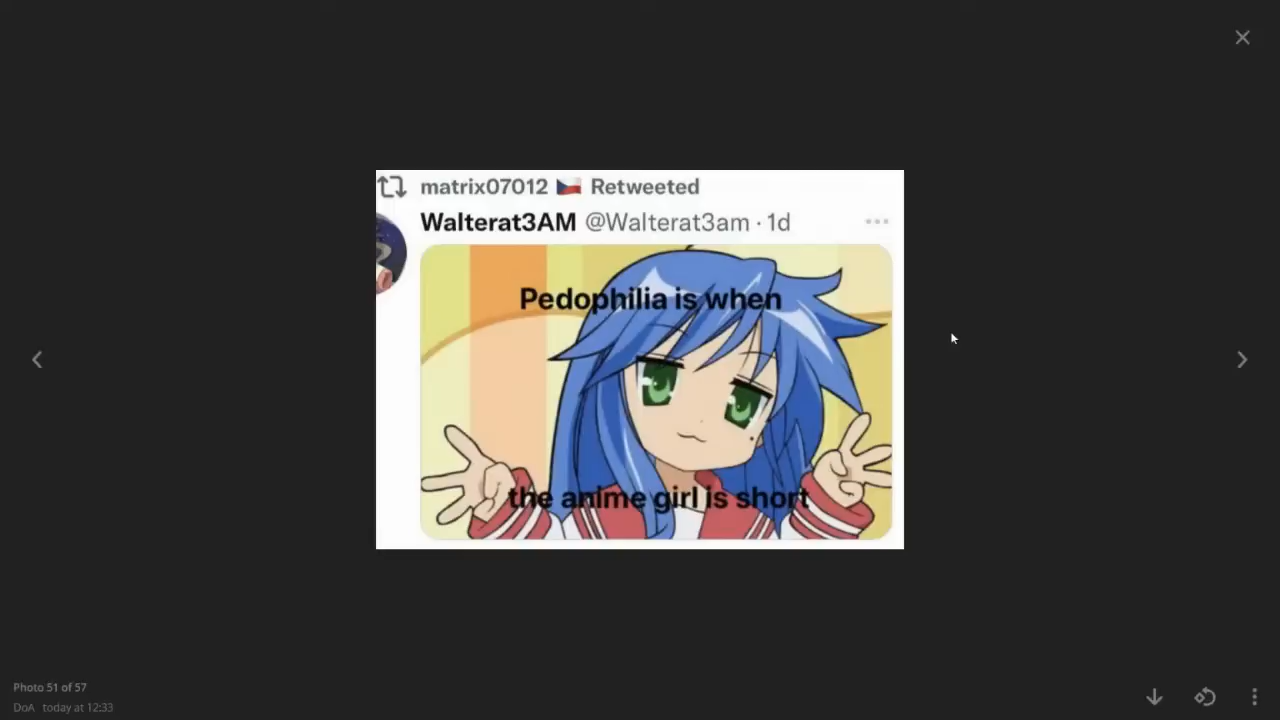 matrix07012 🇨🇿 Retweeted
Walterat3AM @Walterat3am · 1d
Pedophilia is when
the anime girl is short
Photo 51 of 57
DoA today at 12:33